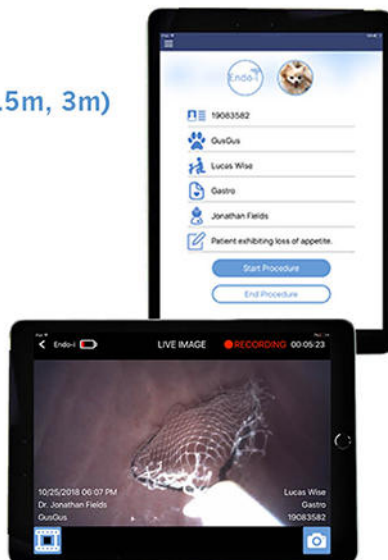 .5m, 3m)
Endo-i
19083582
GusGus
Lucas Wise
Gastro
Jonathan Fields
Patient exhibiting loss of appetite.
Start Procedure
End Procedure
Endo-i LIVE IMAGE RECORDING 00:05:23
10/25/2018 06:07 PM
Dr. Jonathan Fields
GusGus
Lucas Wise
Gastro
19083582